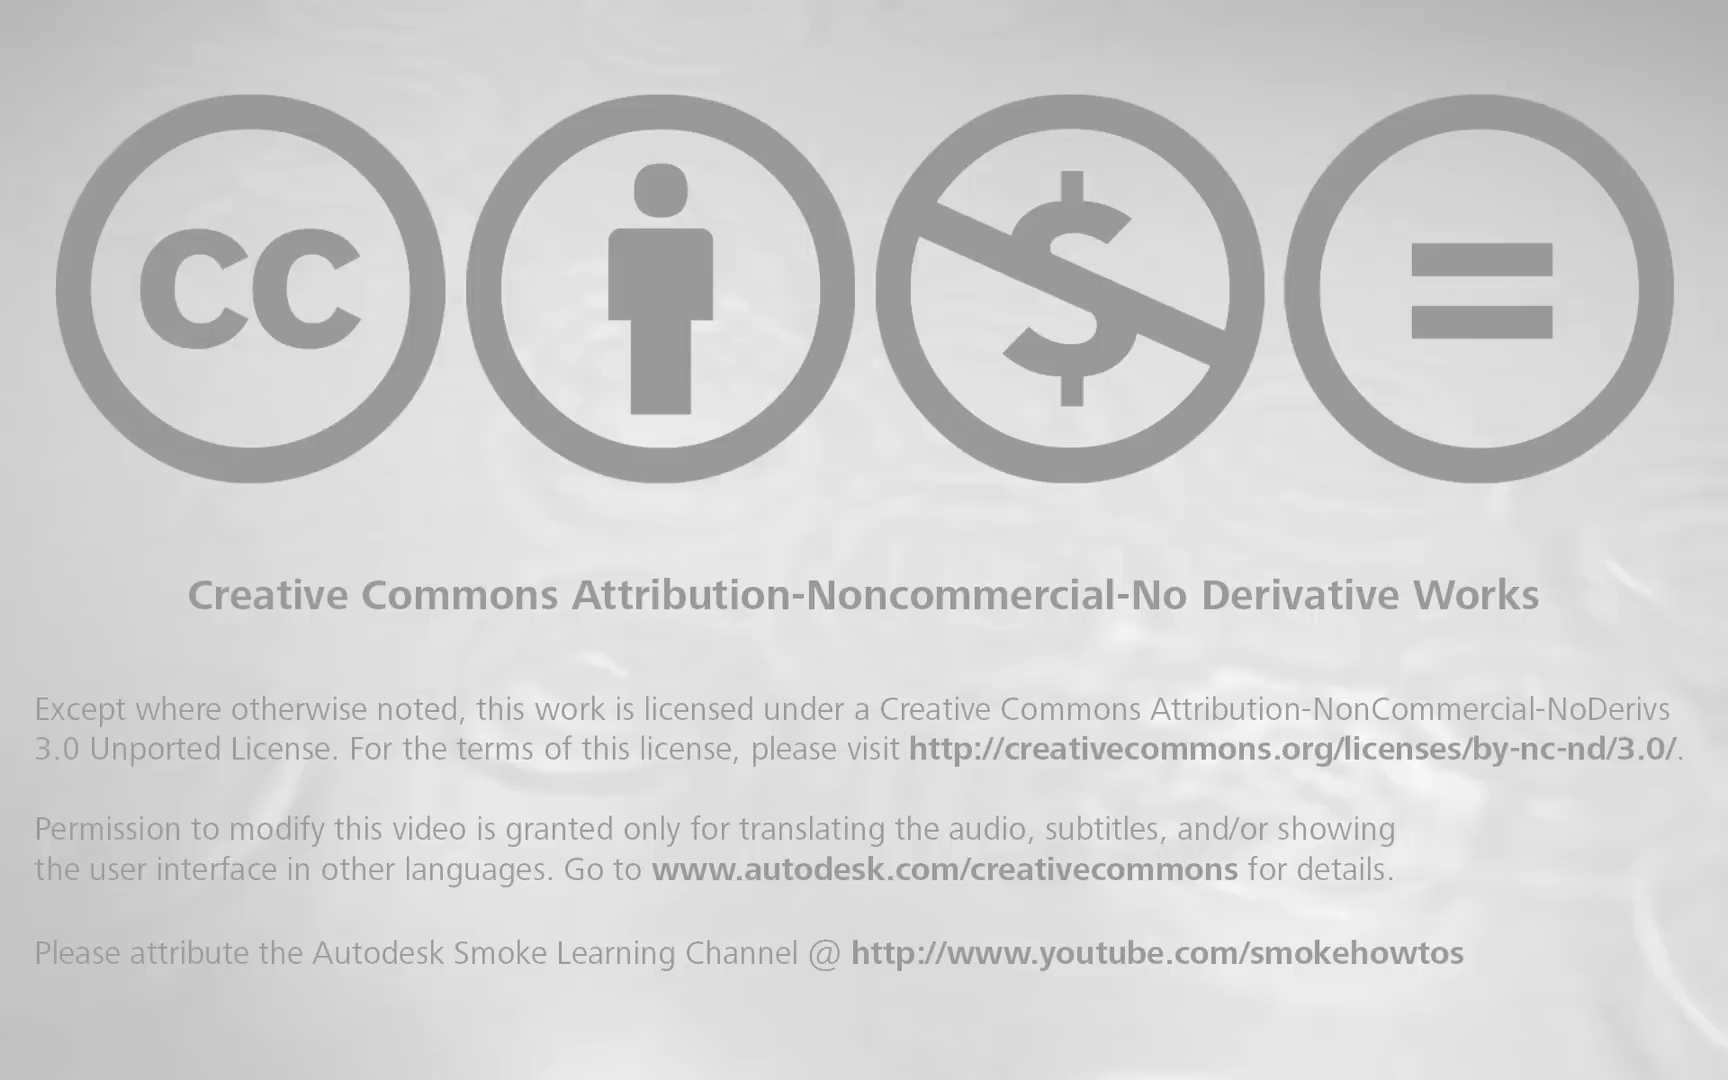 cc
$
=
Creative Commons Attribution-Noncommercial-No Derivative Works
Except where otherwise noted, this work is licensed under a Creative Commons Attribution-NonCommercial-NoDerivs
3.0 Unported License. For the terms of this license, please visit http://creativecommons.org/licenses/by-nc-nd/3.0/.
Permission to modify this video is granted only for translating the audio, subtitles, and/or showing
the user interface in other languages. Go to www.autodesk.com/creativecommons for details.
Please attribute the Autodesk Smoke Learning Channel @ http://www.youtube.com/smokehowtos